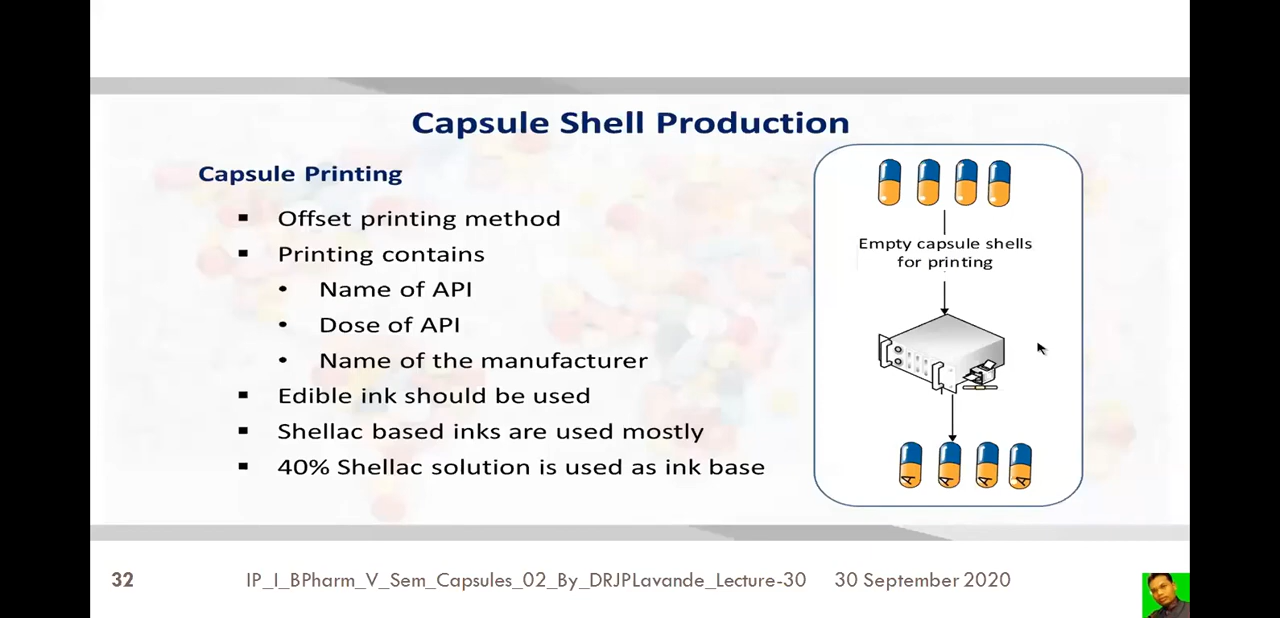 Capsule Shell Production
Capsule Printing
▪ Offset printing method
▪ Printing contains
• Name of API
• Dose of API
• Name of the manufacturer
▪ Edible ink should be used
▪ Shellac based inks are used mostly
▪ 40% Shellac solution is used as ink base
Empty capsule shells
for printing
A A A A
32 IP_I_BPharm_V_Sem_Capsules_02_By_DRJPLavande_Lecture-30 30 September 2020